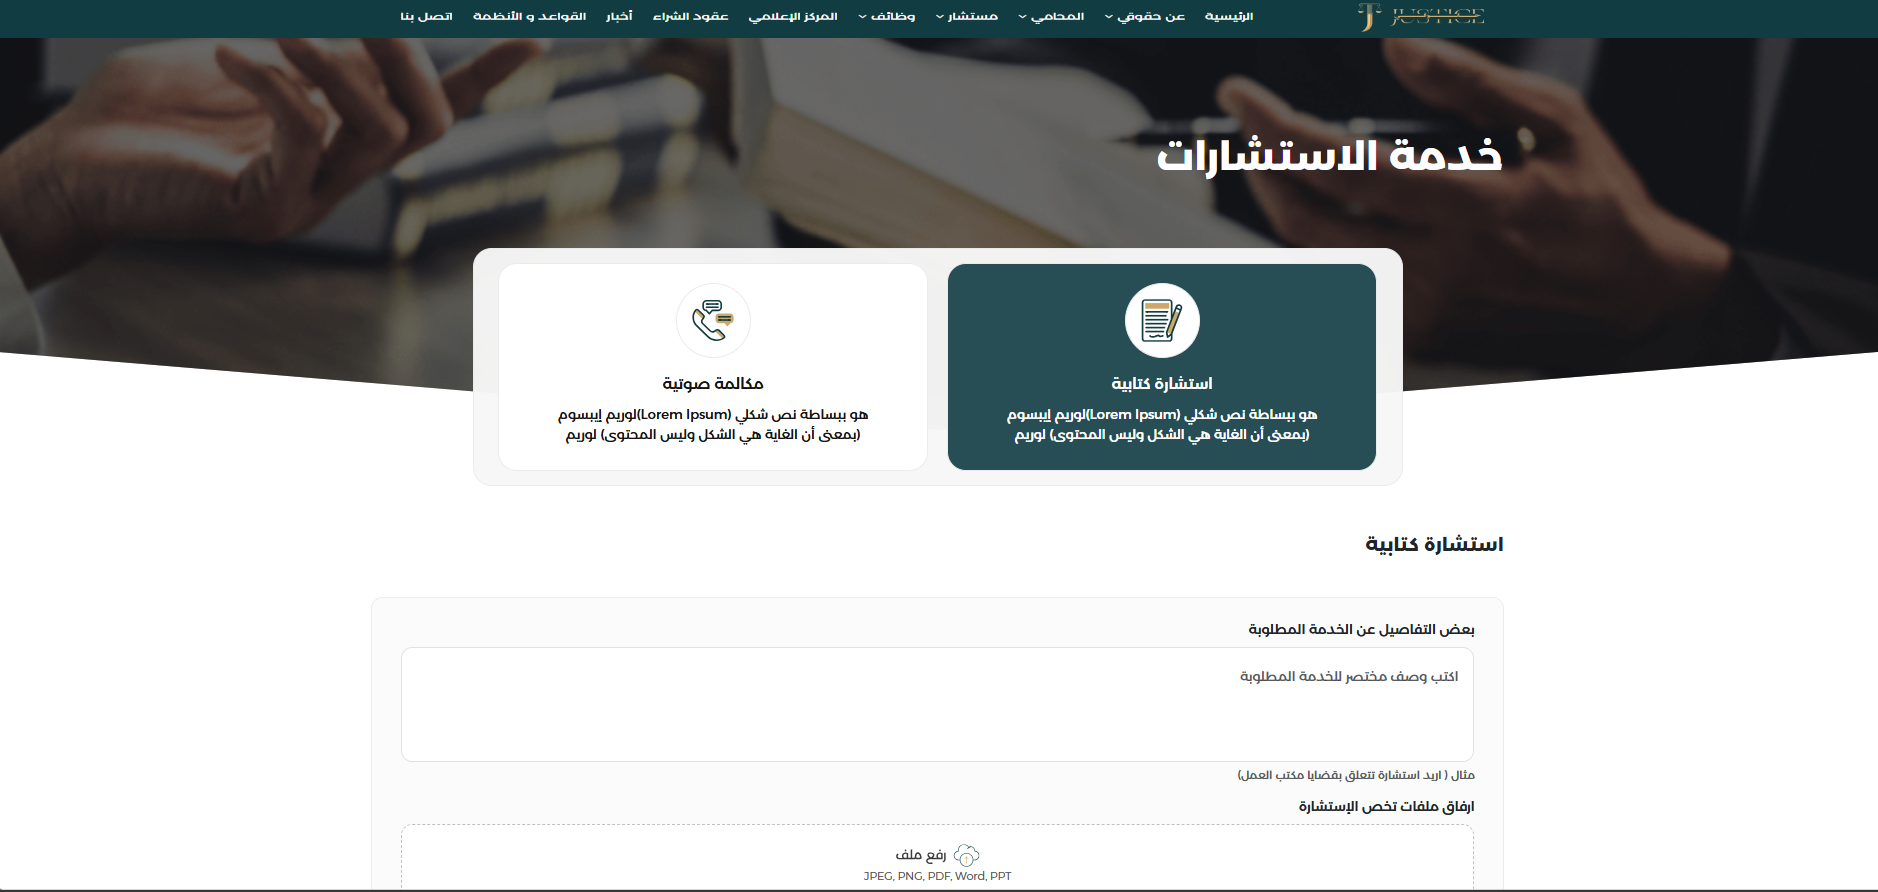 JUSTICE
الرئيسية
عن حقوقي
المحامي
مستشار
وظائف
المركز الإعلامي
عقود الشراء
أخبار
القواعد و الأنظمة
اتصل بنا
خدمة الاستشارات
استشارة كتابية
هو ببساطة نص شكلي (Lorem Ipsum)لوريم إيبسوم
(بمعنى أن الغاية هي الشكل وليس المحتوى) لوريم
مكالمة صوتية
هو ببساطة نص شكلي (Lorem Ipsum)لوريم إيبسوم
(بمعنى أن الغاية هي الشكل وليس المحتوى) لوريم
استشارة كتابية
بعض التفاصيل عن الخدمة المطلوبة
اكتب وصف مختصر للخدمة المطلوبة
مثال ( اريد استشارة تتعلق بقضايا مكتب العمل)
ارفاق ملفات تخص الإستشارة
رفع ملف
JPEG, PNG, PDF, Word, PPT